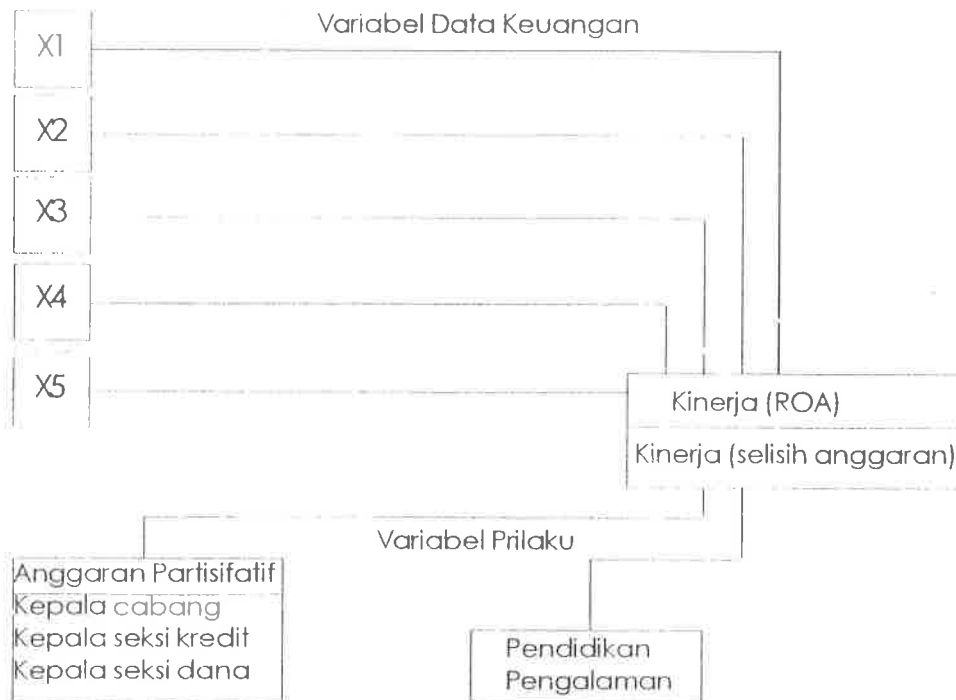 Variabel Data Keuangan
X1
X2
X3
X4
X5
Kinerja (ROA)
Kinerja (selisih anggaran)
Variabel Prilaku
Anggaran Partisifatif
Kepala cabang
Kepala seksi kredit
Kepala seksi dana
Pendidikan
Pengalaman